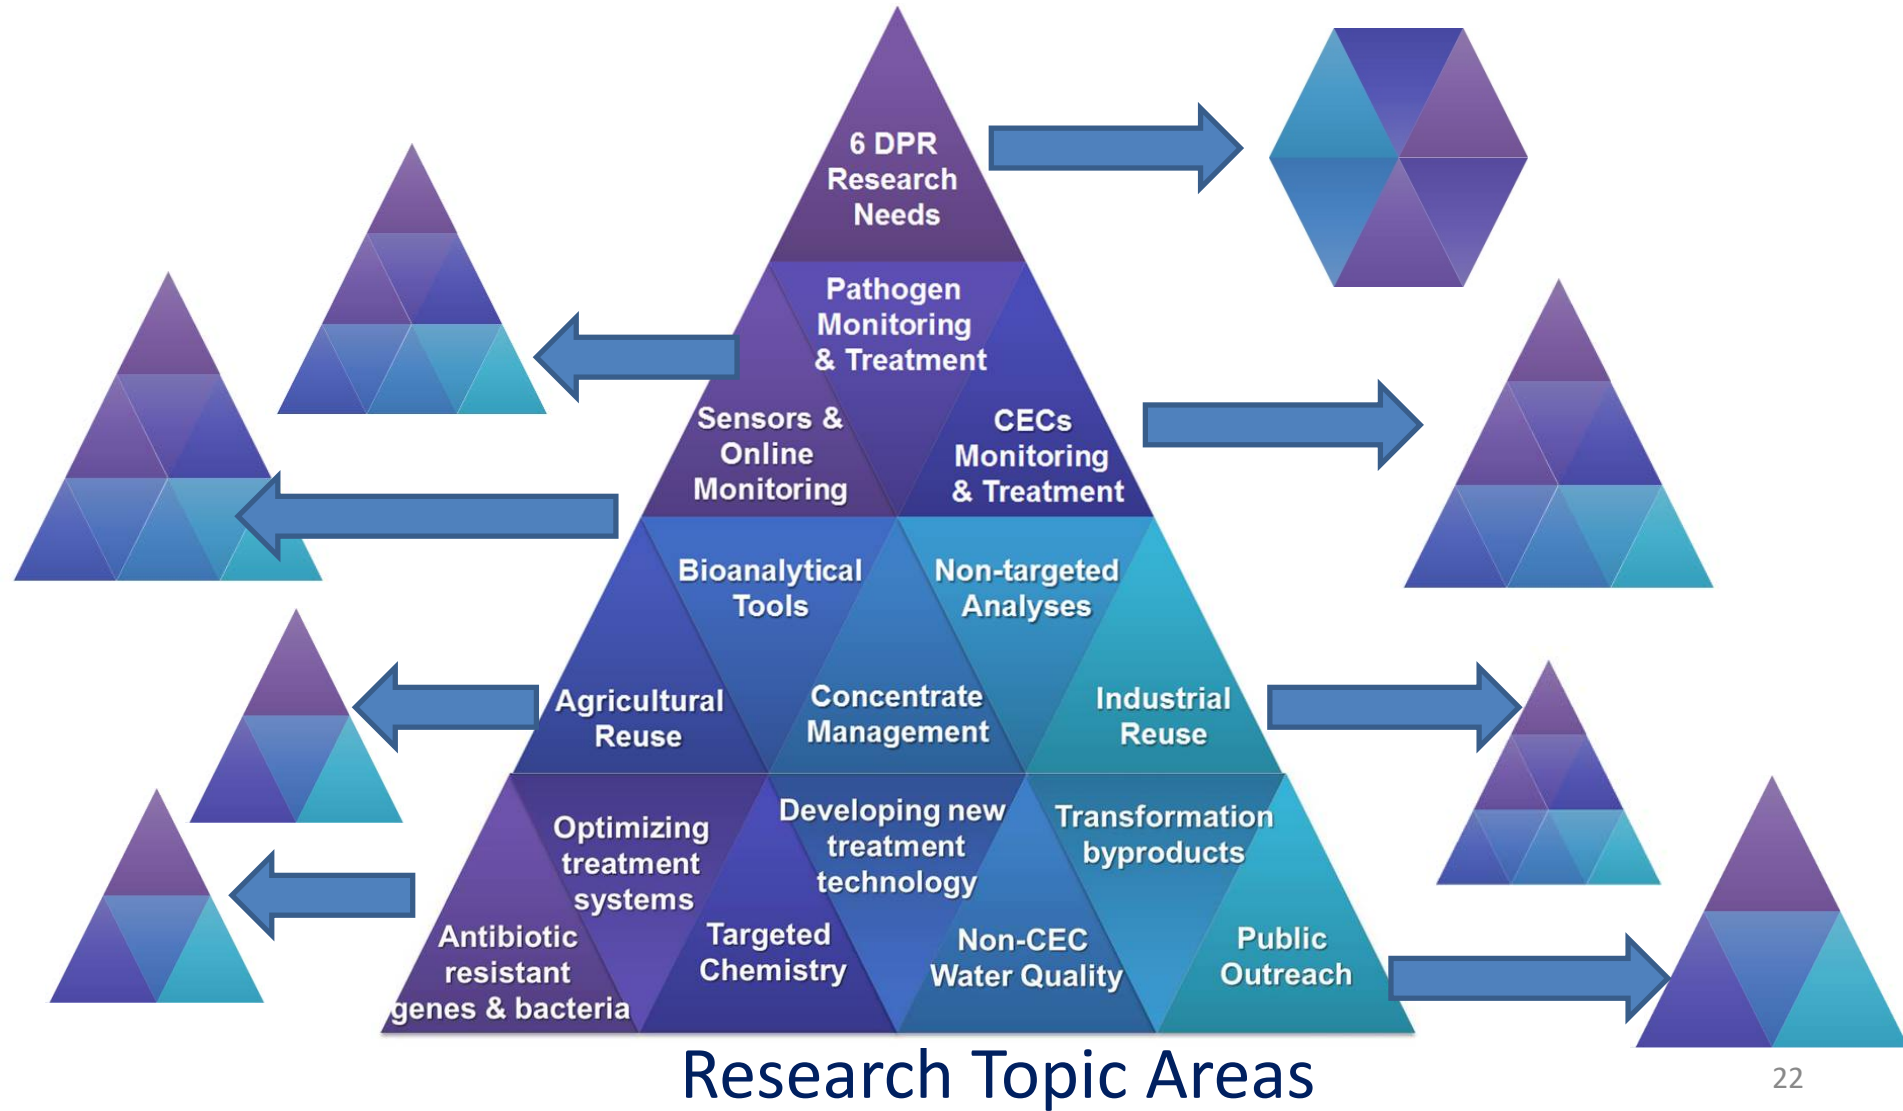 6 DPR
Research
Needs
Pathogen
Monitoring
& Treatment
Sensors &
Online
Monitoring
CECs
Monitoring
& Treatment
Bioanalytical
Tools
Non-targeted
Analyses
Agricultural
Reuse
Concentrate
Management
Industrial
Reuse
Optimizing
treatment
systems
Developing new
treatment
technology
Transformation
byproducts
Antibiotic
resistant
genes & bacteria
Targeted
Chemistry
Non-CEC
Water Quality
Public
Outreach
Research Topic Areas
22